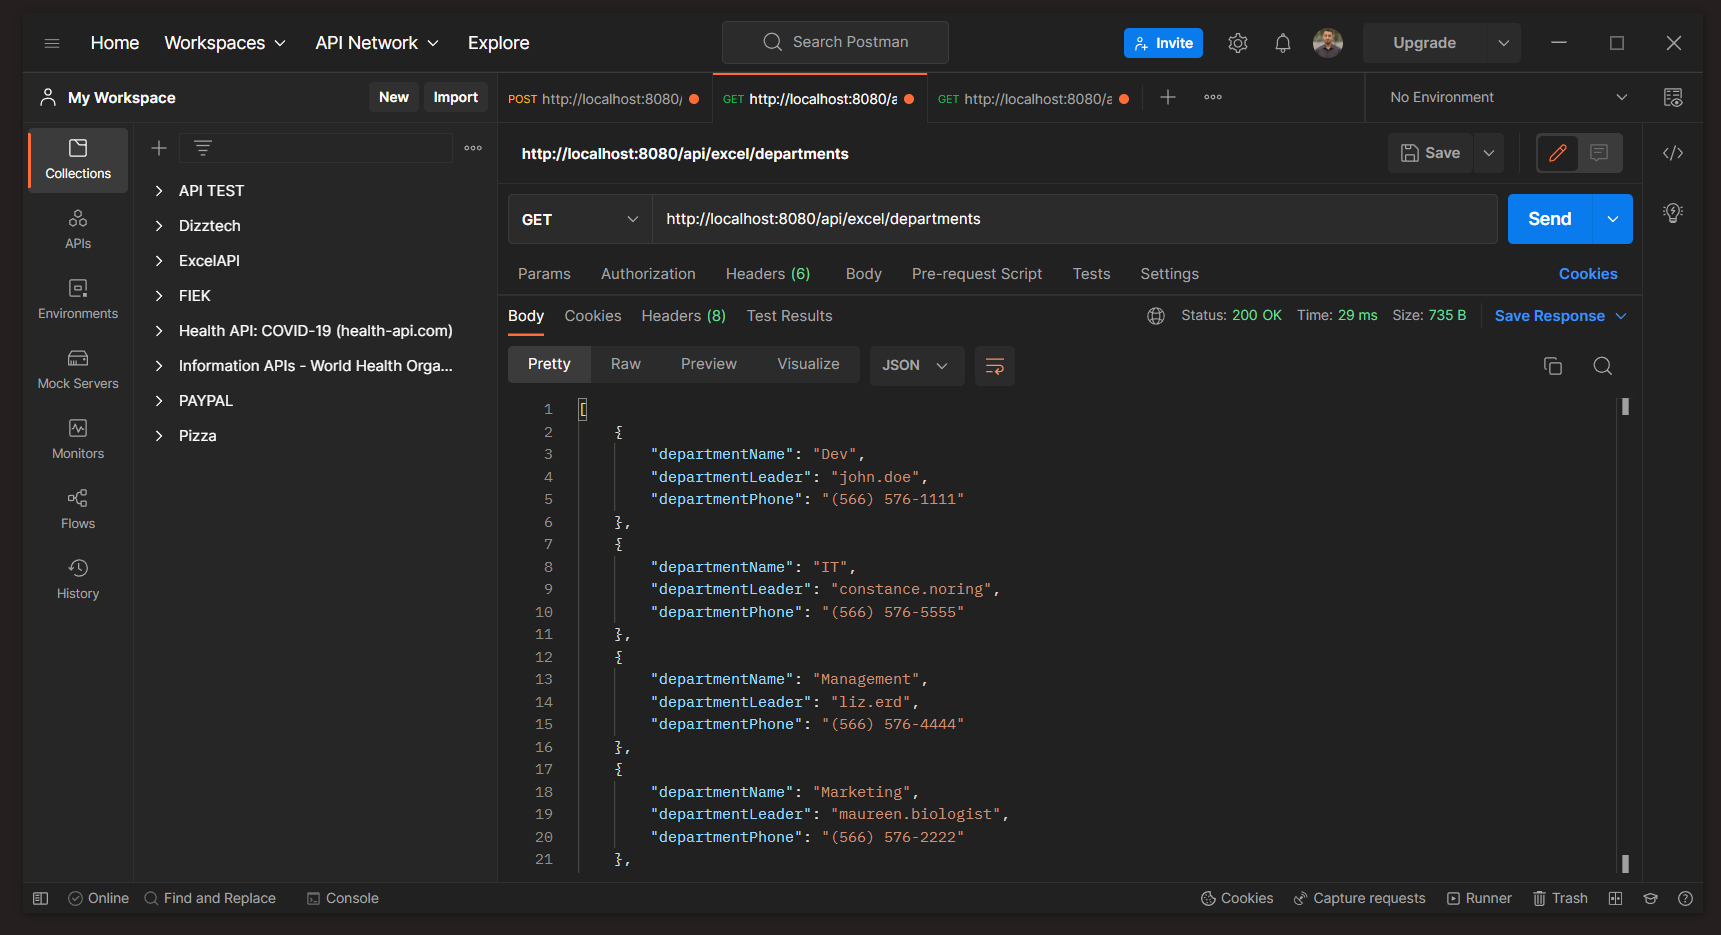 Home Workspaces API Network Explore Search Postman Invite Upgrade
My Workspace New Import POST http://localhost:8080/ GET http://localhost:8080/a GET http://localhost:8080/a No Environment
Collections
APIs
Environments
Mock Servers
Monitors
Flows
History
API TEST
Dizztech
ExcelAPI
FIEK
Health API: COVID-19 (health-api.com)
Information APIs - World Health Orga...
PAYPAL
Pizza
http://localhost:8080/api/excel/departments Save
GET http://localhost:8080/api/excel/departments Send
Params Authorization Headers (6) Body Pre-request Script Tests Settings Cookies
Body Cookies Headers (8) Test Results Status: 200 OK Time: 29 ms Size: 735 B Save Response
Pretty Raw Preview Visualize JSON
1 [
2 {
3 "departmentName": "Dev",
4 "departmentLeader": "john.doe",
5 "departmentPhone": "(566) 576-1111"
6 },
7 {
8 "departmentName": "IT",
9 "departmentLeader": "constance.noring",
10 "departmentPhone": "(566) 576-5555"
11 },
12 {
13 "departmentName": "Management",
14 "departmentLeader": "liz.erd",
15 "departmentPhone": "(566) 576-4444"
16 },
17 {
18 "departmentName": "Marketing",
19 "departmentLeader": "maureen.biologist",
20 "departmentPhone": "(566) 576-2222"
21 },
Online Find and Replace Console Cookies Capture requests Runner Trash